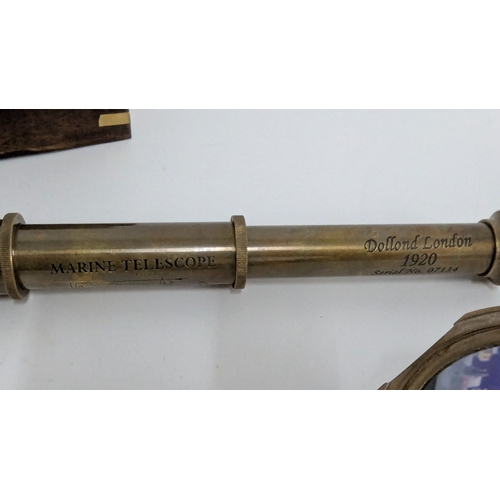 MARINE TELLSCOPE
Dollond London
1920
Serial No. 07134